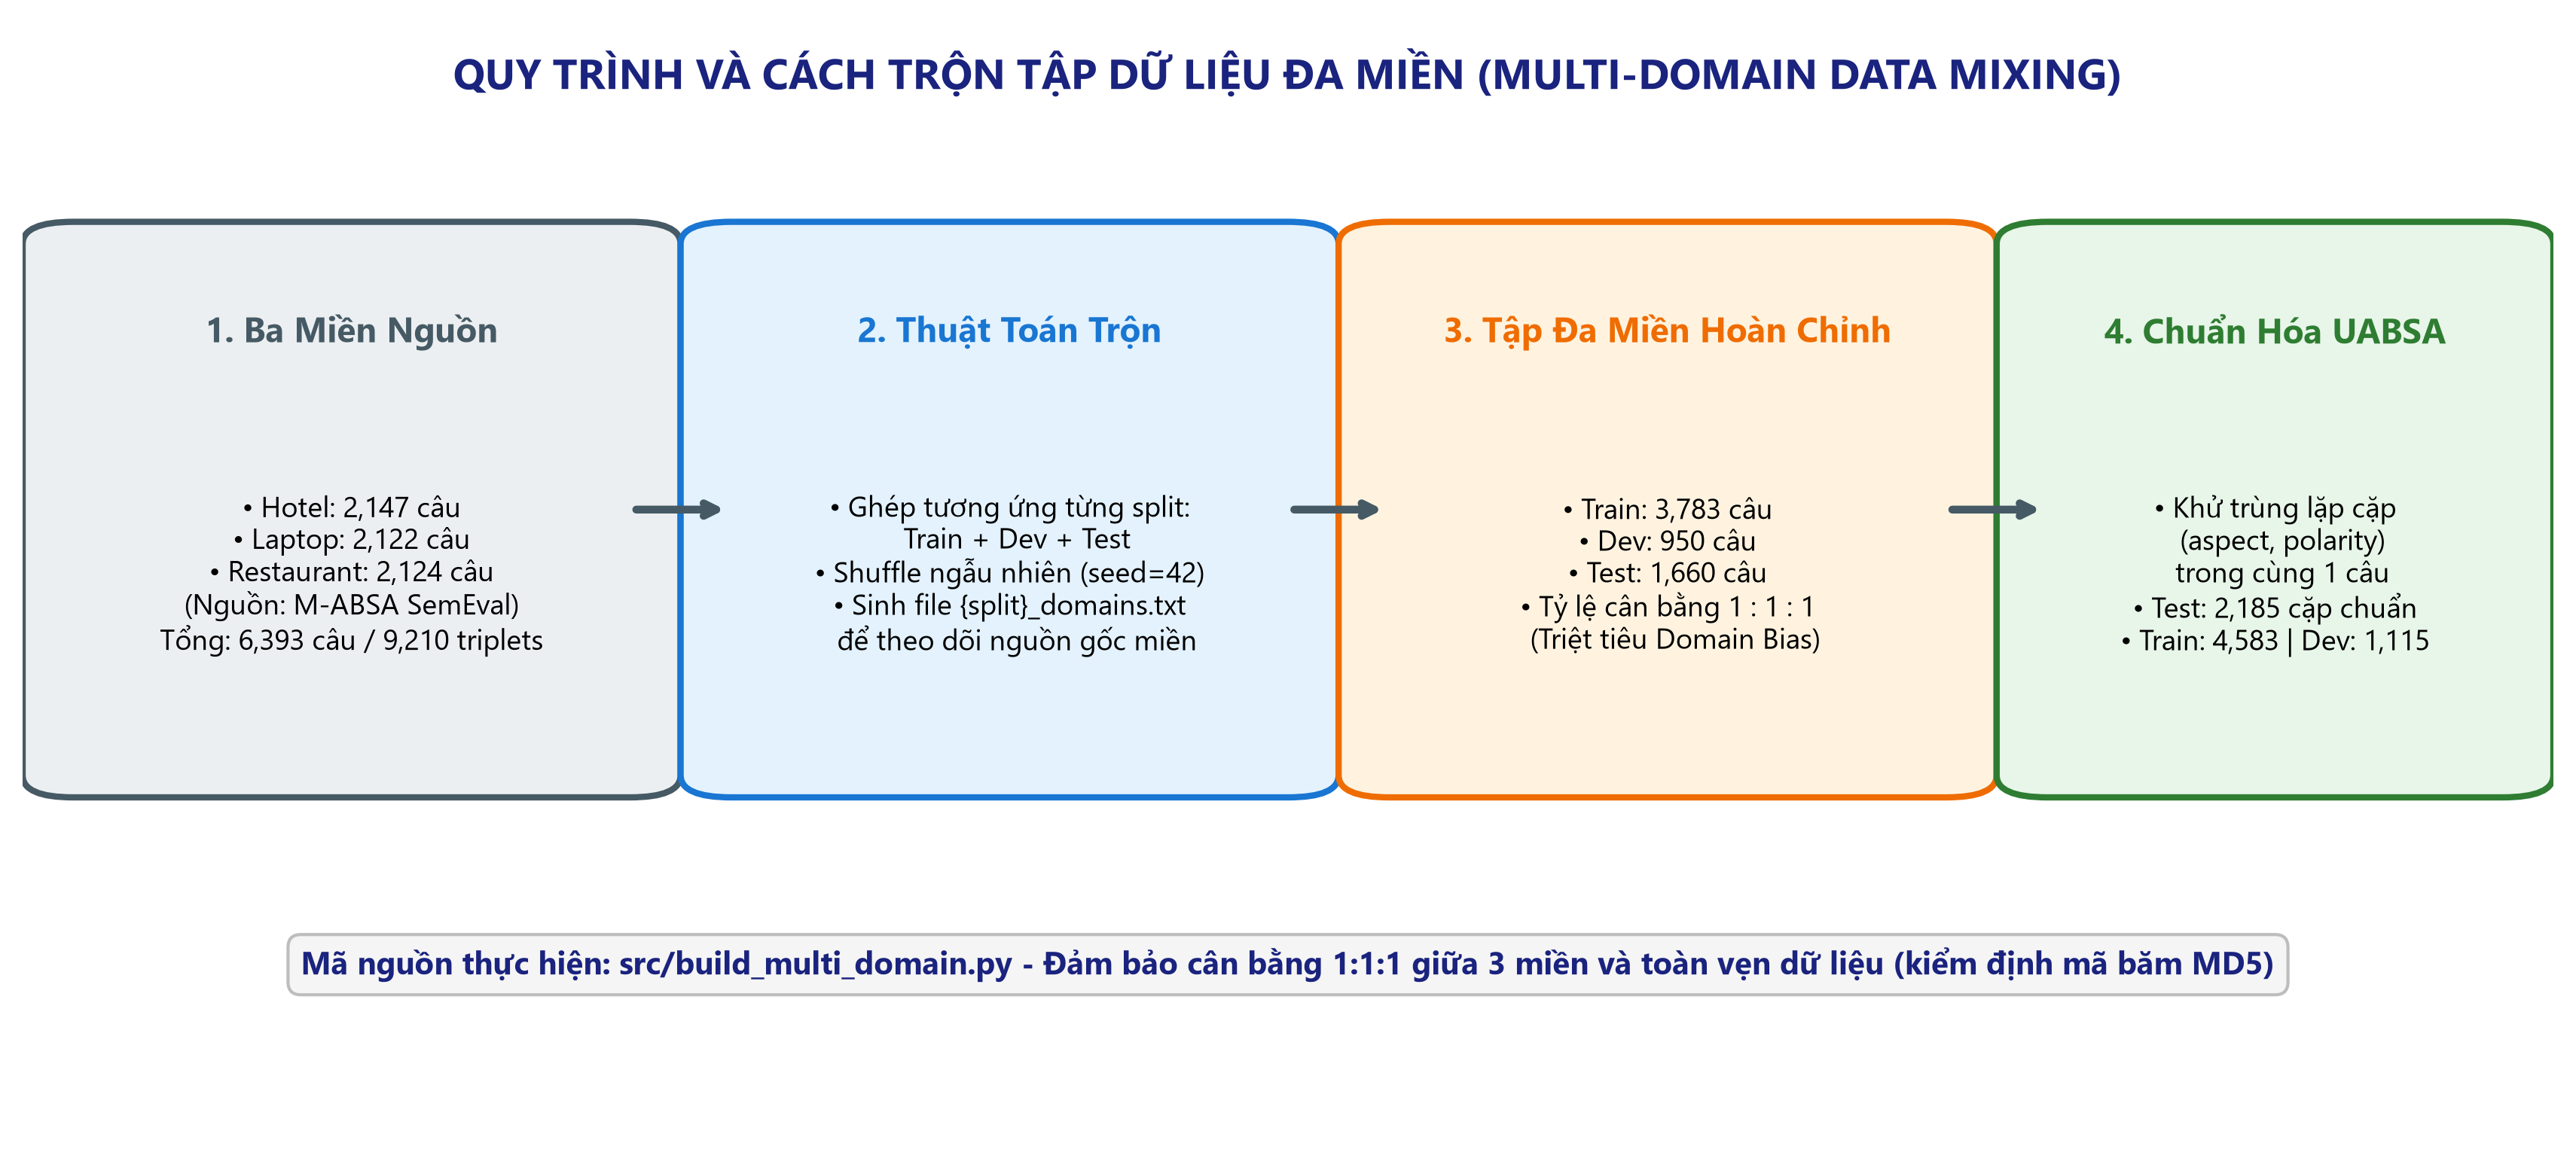 QUY TRÌNH VÀ CÁCH TRỘN TẬP DỮ LIỆU ĐA MIỀN (MULTI-DOMAIN DATA MIXING)
1. Ba Miền Nguồn
• Hotel: 2,147 câu
• Laptop: 2,122 câu
• Restaurant: 2,124 câu
(Nguồn: M-ABSA SemEval)
Tổng: 6,393 câu / 9,210 triplets
2. Thuật Toán Trộn
• Ghép tương ứng từng split:
Train + Dev + Test
• Shuffle ngẫu nhiên (seed=42)
• Sinh file {split}_domains.txt
để theo dõi nguồn gốc miền
3. Tập Đa Miền Hoàn Chỉnh
• Train: 3,783 câu
• Dev: 950 câu
• Test: 1,660 câu
• Tỷ lệ cân bằng 1 : 1 : 1
(Triệt tiêu Domain Bias)
4. Chuẩn Hóa UABSA
• Khử trùng lặp cặp
(aspect, polarity)
trong cùng 1 câu
• Test: 2,185 cặp chuẩn
• Train: 4,583 | Dev: 1,115
Mã nguồn thực hiện: src/build_multi_domain.py - Đảm bảo cân bằng 1:1:1 giữa 3 miền và toàn vẹn dữ liệu (kiểm định mã băm MD5)